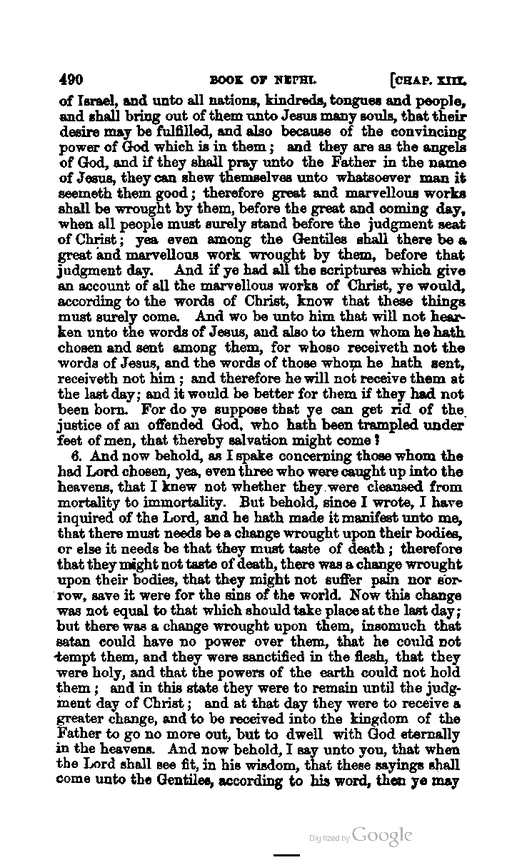 490 BOOK OF NEPHI. [CHAP. XIII.
of Israel, and unto all nations, kindreds, tongues and people,
and shall bring out of them unto Jesus many souls, that their
desire may be fulfilled, and also because of the convincing
power of God which is in them; and they are as the angels
of God, and if they shall pray unto the Father in the name
of Jesus, they can shew themselves unto whatsoever man it
seemeth them good; therefore great and marvellous works
shall be wrought by them, before the great and coming day,
when all people must surely stand before the judgment seat
of Christ; yea even among the Gentiles shall there be a
great and marvellous work wrought by them, before that
judgment day. And if ye had all the scriptures which give
an account of all the marvellous works of Christ, ye would,
according to the words of Christ, know that these things
must surely come. And wo be unto him that will not hear-
ken unto the words of Jesus, and also to them whom he hath
chosen and sent among them, for whoso receiveth not the
words of Jesus, and the words of those whom he hath sent,
receiveth not him; and therefore he will not receive them at
the last day; and it would be better for them if they had not
been born. For do ye suppose that ye can get rid of the
justice of an offended God, who hath been trampled under
feet of men, that thereby salvation might come?
6. And now behold, as I spake concerning those whom the
had Lord chosen, yea, even three who were caught up into the
heavens, that I knew not whether they were cleansed from
mortality to immortality. But behold, since I wrote, I have
inquired of the Lord, and he hath made it manifest unto me,
that there must needs be a change wrought upon their bodies,
or else it needs be that they must taste of death; therefore
that they might not taste of death, there was a change wrought
upon their bodies, that they might not suffer pain nor sor-
row, save it were for the sins of the world. Now this change
was not equal to that which should take place at the last day;
but there was a change wrought upon them, insomuch that
satan could have no power over them, that he could not
tempt them, and they were sanctified in the flesh, that they
were holy, and that the powers of the earth could not hold
them; and in this state they were to remain until the judg-
ment day of Christ; and at that day they were to receive a
greater change, and to be received into the kingdom of the
Father to go no more out, but to dwell with God eternally
in the heavens. And now behold, I say unto you, that when
the Lord shall see fit, in his wisdom, that these sayings shall
come unto the Gentiles, according to his word, then ye may
Digitized by Google